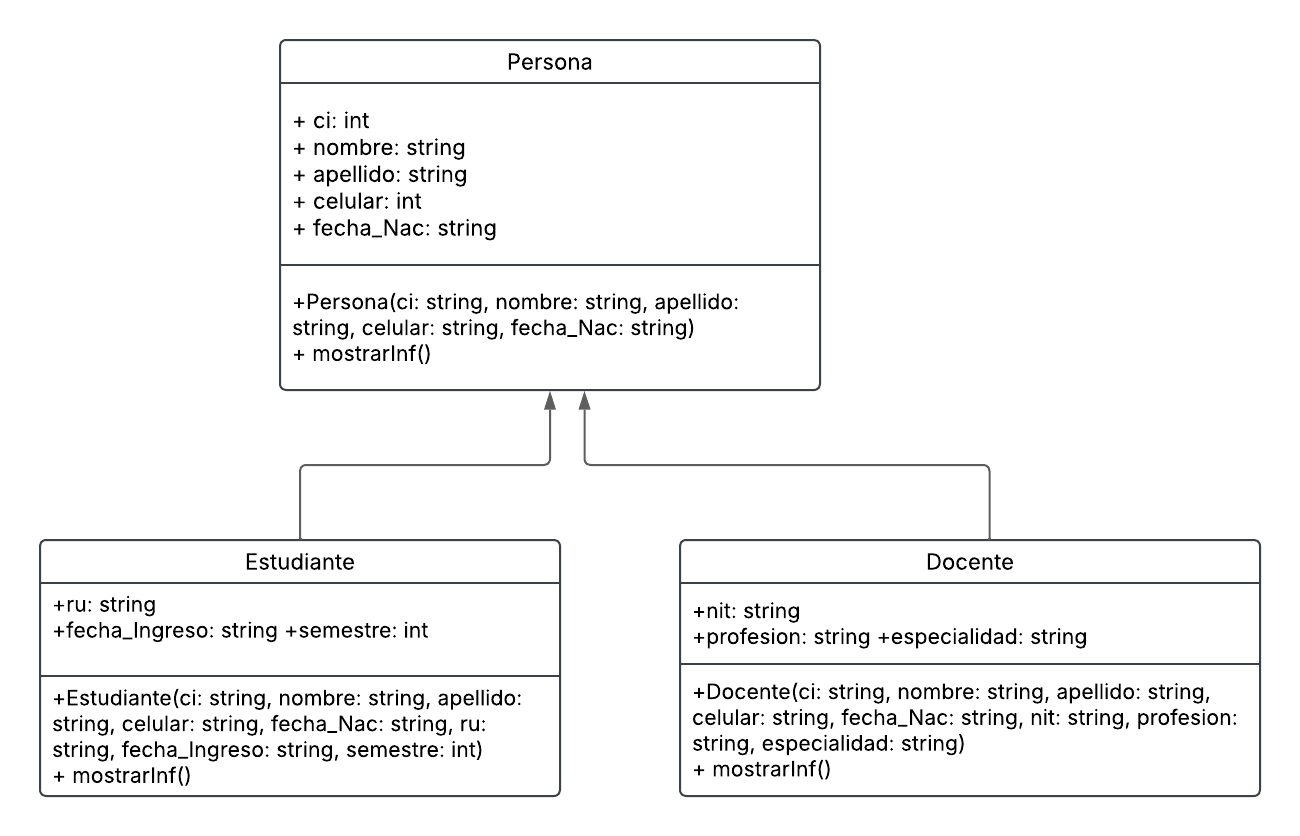 Persona
+ ci: int
+ nombre: string
+ apellido: string
+ celular: int
+ fecha_Nac: string
+Persona(ci: string, nombre: string, apellido:
string, celular: string, fecha_Nac: string)
+ mostrarInf()
Estudiante
+ru: string
+fecha_Ingreso: string +semestre: int
+Estudiante(ci: string, nombre: string, apellido:
string, celular: string, fecha_Nac: string, ru:
string, fecha_Ingreso: string, semestre: int)
+ mostrarInf()
Docente
+nit: string
+profesion: string +especialidad: string
+Docente(ci: string, nombre: string, apellido: string,
celular: string, fecha_Nac: string, nit: string, profesion:
string, especialidad: string)
+ mostrarInf()